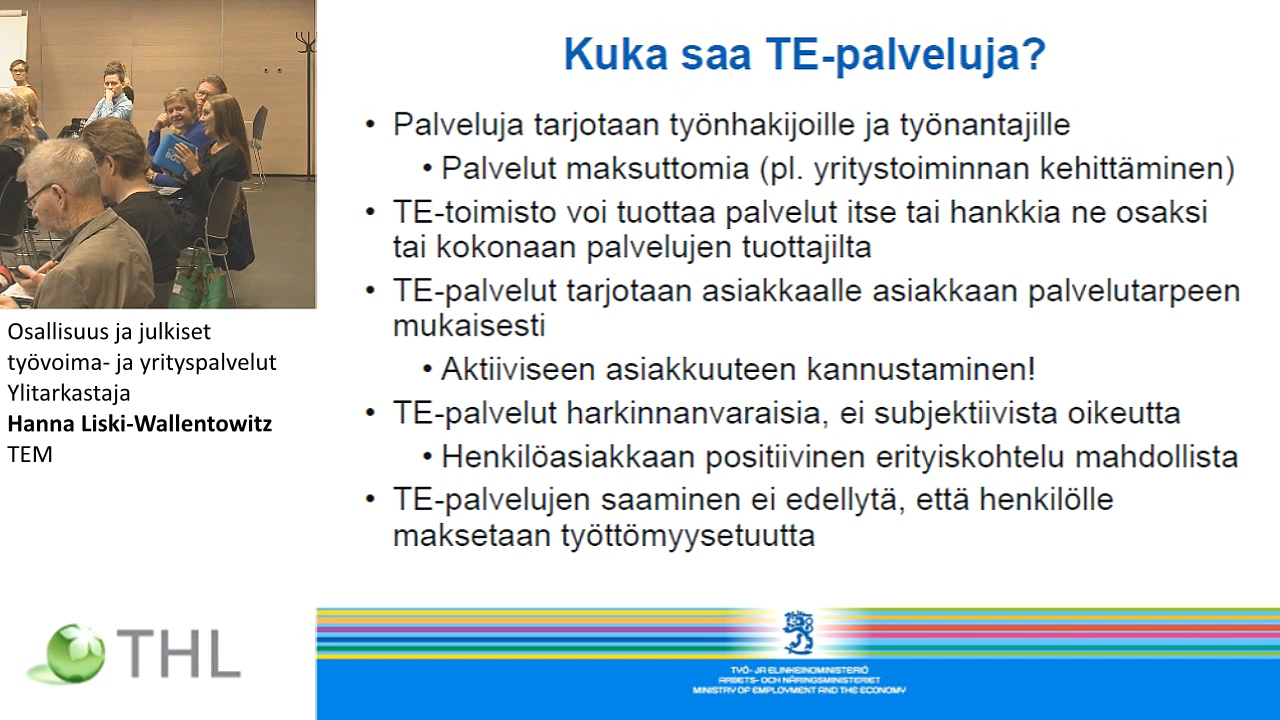 Kuka saa TE-palveluja?
• Palveluja tarjotaan työnhakijoille ja työnantajille
• Palvelut maksuttomia (pl. yritystoiminnan kehittäminen)
• TE-toimisto voi tuottaa palvelut itse tai hankkia ne osaksi
tai kokonaan palvelujen tuottajilta
• TE-palvelut tarjotaan asiakkaalle asiakkaan palvelutarpeen
mukaisesti
• Aktiiviseen asiakkuuteen kannustaminen!
• TE-palvelut harkinnanvaraisia, ei subjektiivista oikeutta
• Henkilöasiakkaan positiivinen erityiskohtelu mahdollista
• TE-palvelujen saaminen ei edellytä, että henkilölle
maksetaan työttömyysetuutta
Osallisuus ja julkiset
työvoima- ja yrityspalvelut
Ylitarkastaja
Hanna Liski-Wallentowitz
TEM
THL
TYÖ- JA ELINKEINOMINISTERIÖ
ARBETS- OCH NÄRINGSMINISTERIET
MINISTRY OF EMPLOYMENT AND THE ECONOMY